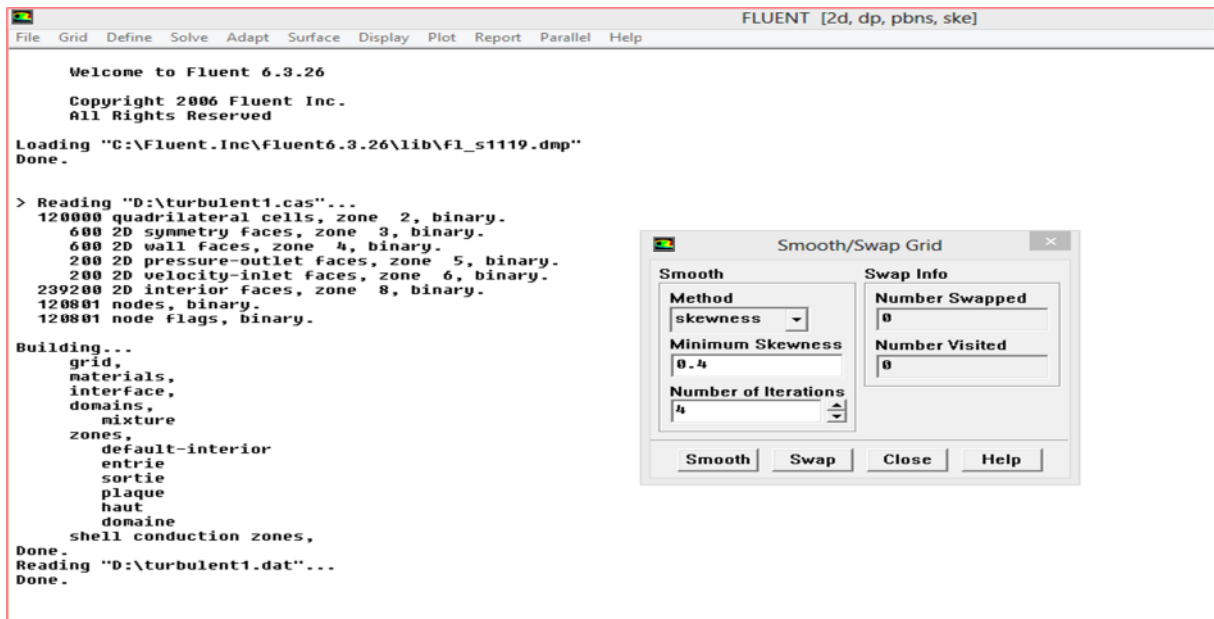 FLUENT [2d, dp, pbns, ske]
File Grid Define Solve Adapt Surface Display Plot Report Parallel Help
Welcome to Fluent 6.3.26
Copyright 2006 Fluent Inc.
All Rights Reserved
Loading "C:\Fluent.Inc\fluent6.3.26\lib\fl_s1119.dmp"
Done.
> Reading "D:\turbulent1.cas"...
120000 quadrilateral cells, zone 2, binary.
600 2D symmetry faces, zone 3, binary.
600 2D wall faces, zone 4, binary.
200 2D pressure-outlet faces, zone 5, binary.
200 2D velocity-inlet faces, zone 6, binary.
239200 2D interior faces, zone 8, binary.
120801 nodes, binary.
120801 node flags, binary.
Building...
grid,
materials,
interface,
domains,
mixture
zones,
default-interior
entrie
sortie
plaque
haut
domaine
shell conduction zones,
Done.
Reading "D:\turbulent1.dat"...
Done.
Smooth/Swap Grid
Smooth
Method
skewness
Minimum Skewness
0.4
Number of Iterations
4
Swap Info
Number Swapped
0
Number Visited
0
Smooth Swap Close Help